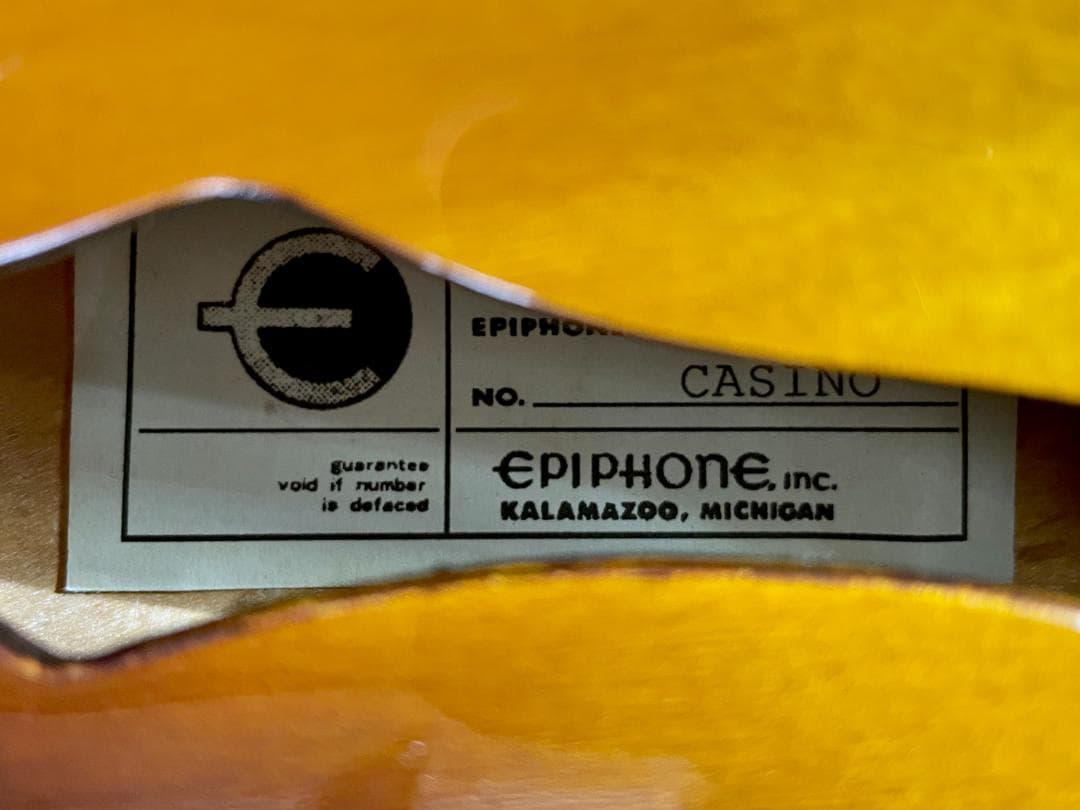 NO. CASINO
guarantee
void if number
is defaced
EPIPHONE, INC.
KALAMAZOO, MICHIGAN